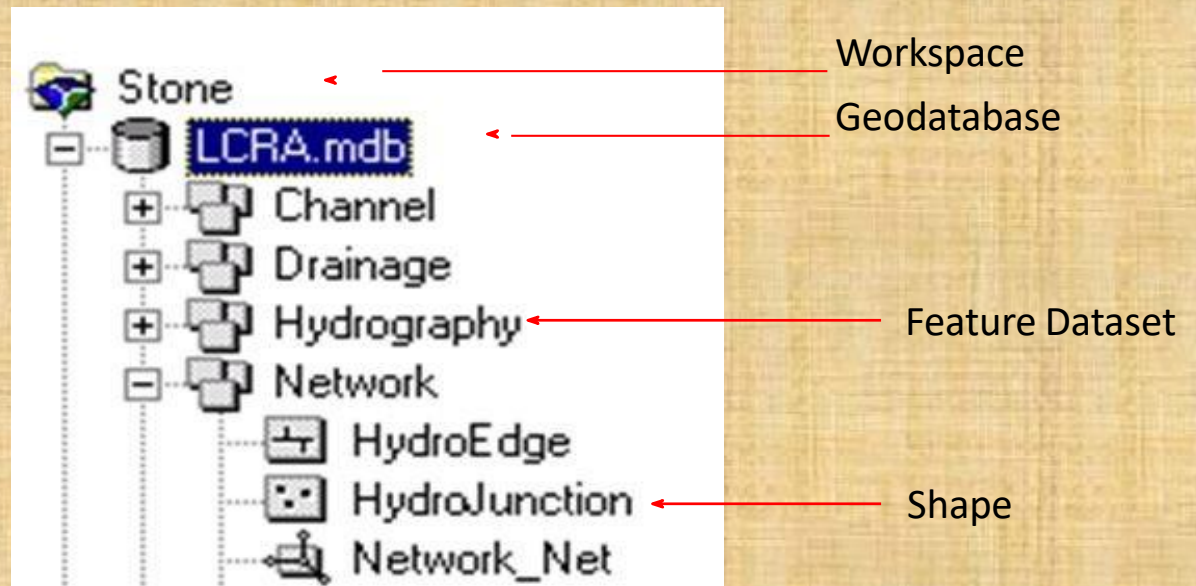 Stone
Workspace
LCRA.mdb
Geodatabase
Channel
Drainage
Hydrography
Feature Dataset
Network
HydroEdge
HydroJunction
Shape
Network_Net